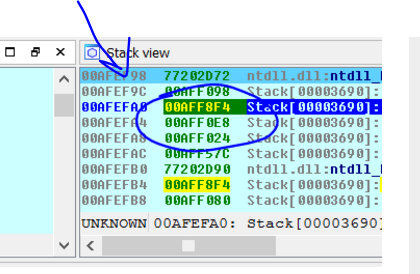 Stack view
00AFEF98 77202D72 ntdll.dll:ntdll_
00AFEF9C 00AFF098 Stack[00003690]:
00AFEFA0 00AFF8F4 Stack[00003690]:
00AFEFA4 00AFF0E8 Stack[00003690]:
00AFEFA8 00AFF024 Stack[00003690]:
00AFEFAC 00AFF57C Stack[00003690]:
00AFEFB0 77202D90 ntdll.dll:ntdll_
00AFEFB4 00AFF8F4 Stack[00003690]:
00AFEFB8 00AFF080 Stack[00003690]:
UNKNOWN 00AFEFA0: Stack[00003690]